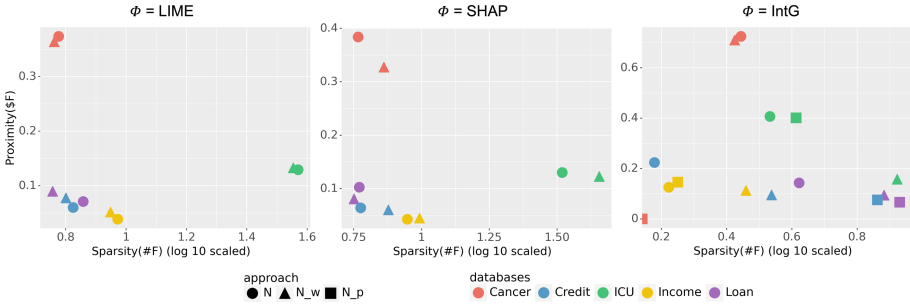 Φ = LIME
Φ = SHAP
Φ = IntG
Proximity($F)
0.3
0.2
0.1
0.8
1
1.2
1.4
1.6
Sparsity(#F) (log 10 scaled)
0.4
0.3
0.2
0.1
0.75
1
1.25
1.50
1.75
Sparsity(#F) (log 10 scaled)
0.6
0.4
0.2
0
0.2
0.4
0.6
0.8
Sparsity(#F) (log 10 scaled)
approach
N N_w N_p
databases
Cancer Credit ICU Income Loan